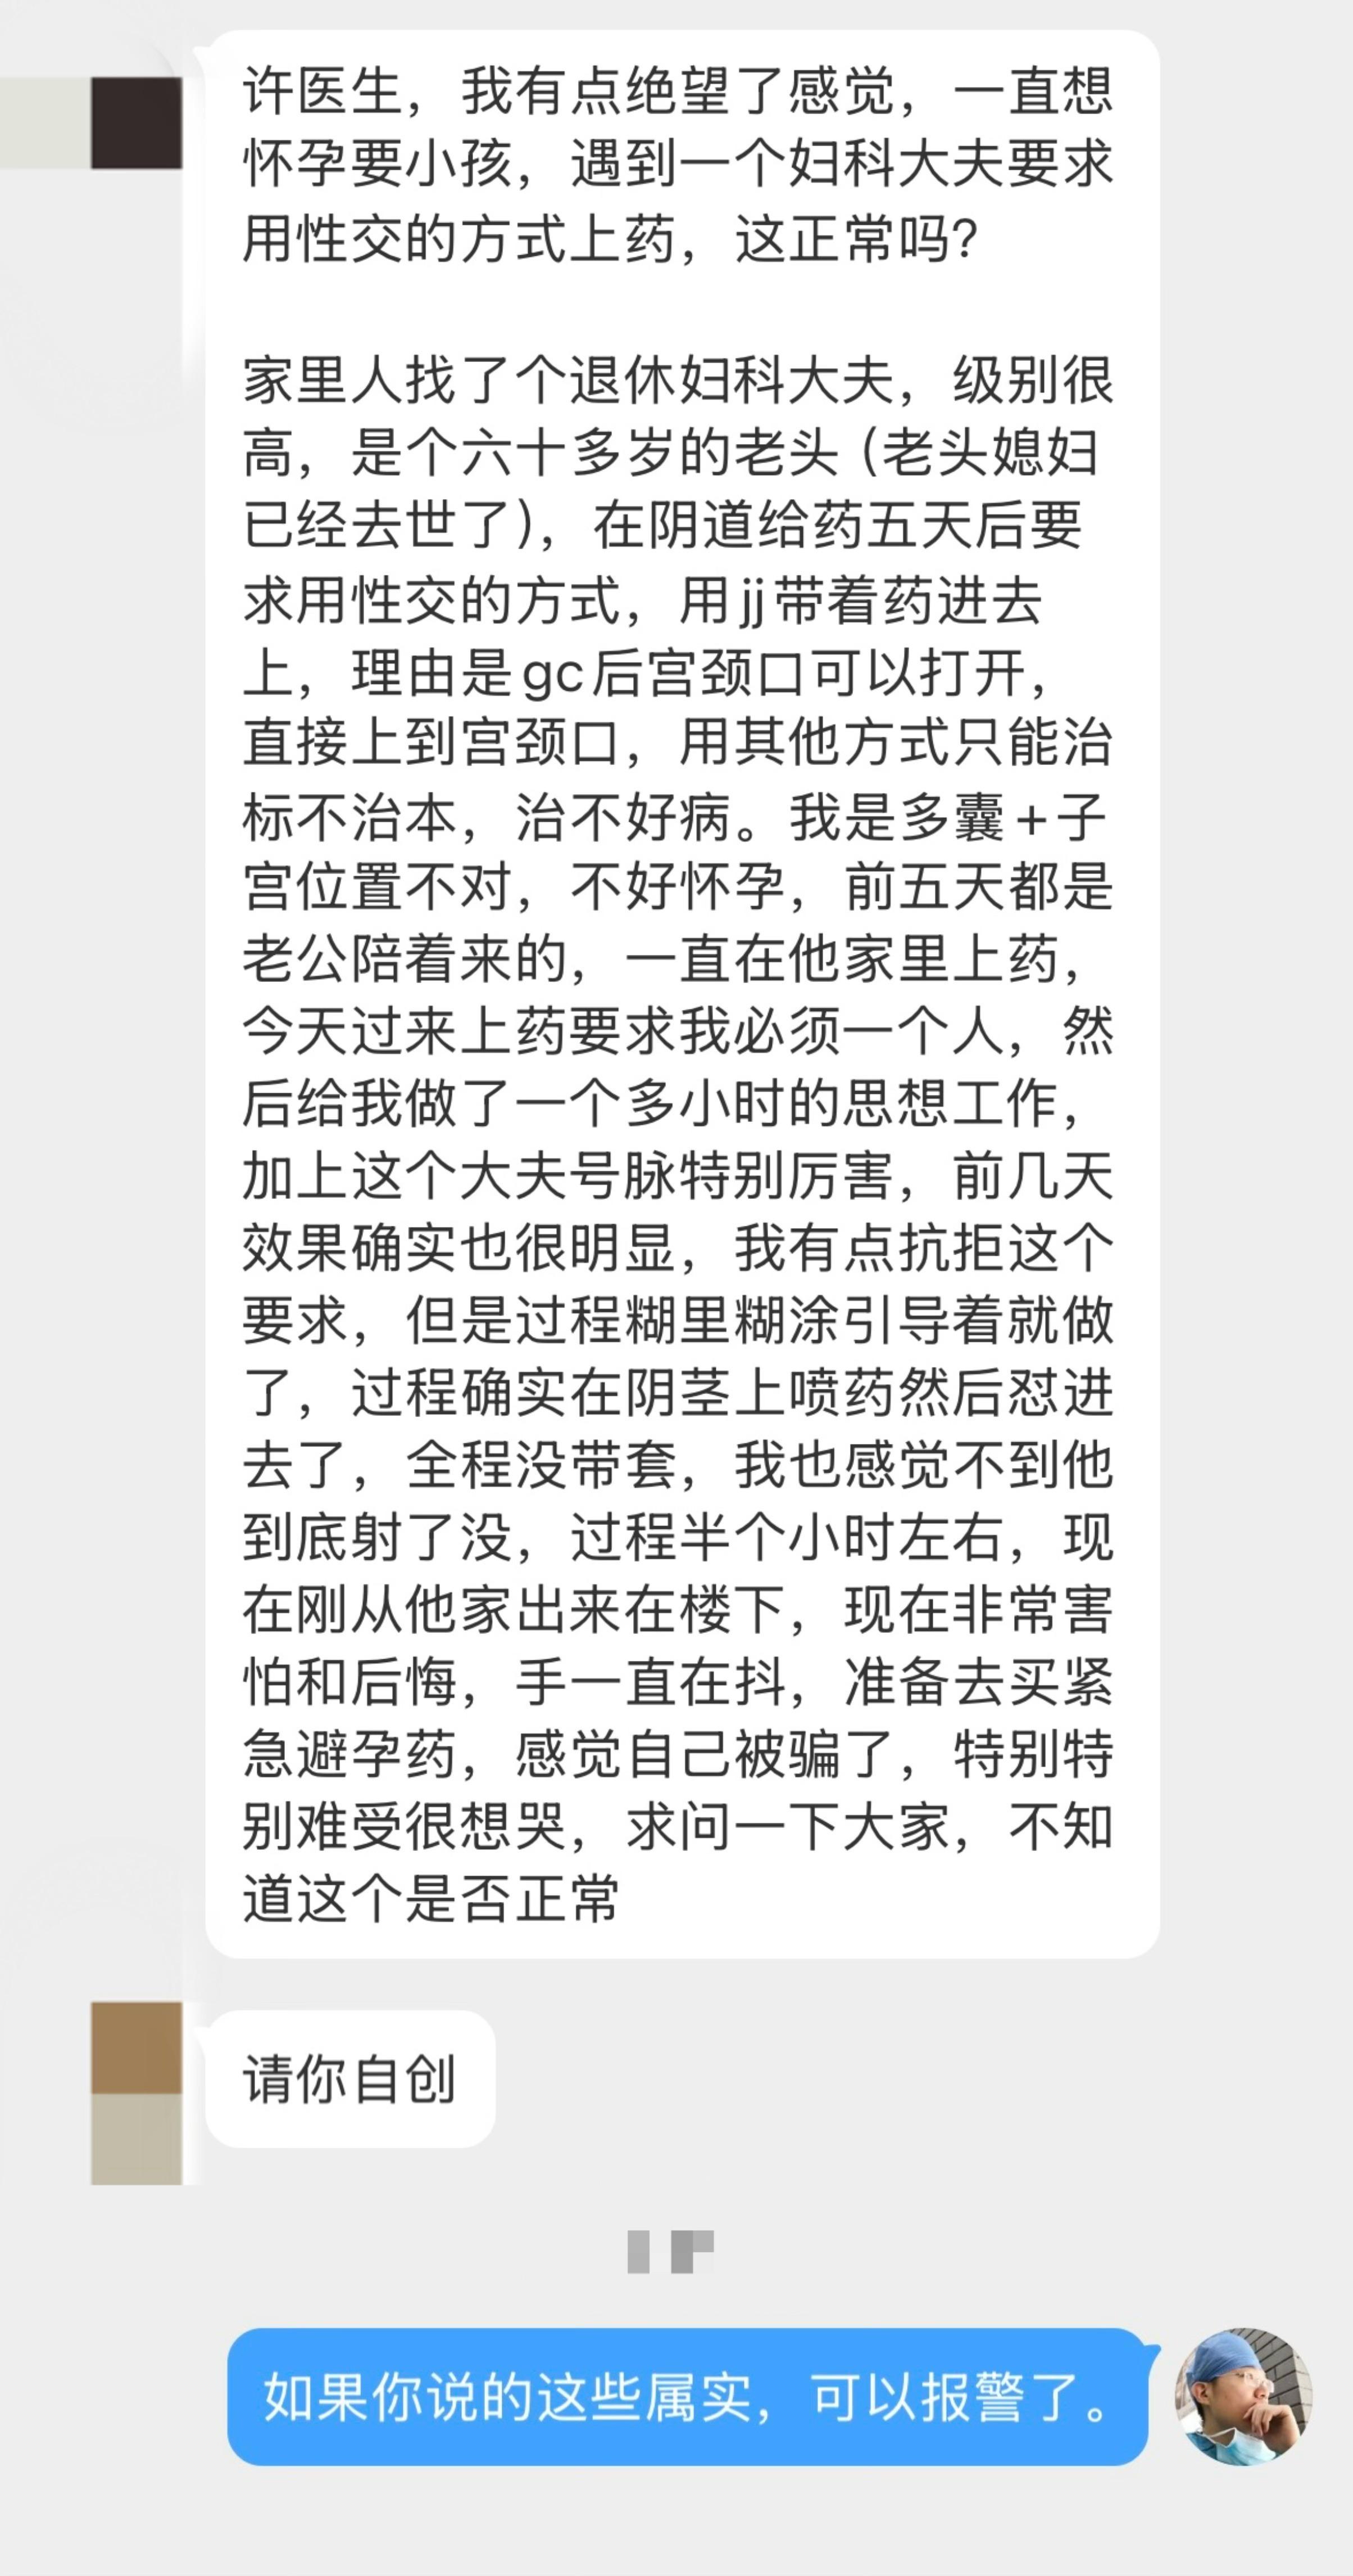 许医生，我有点绝望了感觉，一直想
怀孕要小孩，遇到一个妇科大夫要求
用性交的方式上药，这正常吗？
家里人找了个退休妇科大夫，级别很
高，是个六十多岁的老头（老头媳妇
已经去世了），在阴道给药五天后要
求用性交的方式，用jj带着药进去
上，理由是gc后宫颈口可以打开，
直接上到宫颈口，用其他方式只能治
标不治本，治不好病。我是多囊+子
宫位置不对，不好怀孕，前五天都是
老公陪着来的，一直在他家里上药，
今天过来上药要求我必须一个人，然
后给我做了一个多小时的思想工作，
加上这个大夫号脉特别厉害，前几天
效果确实也很明显，我有点抗拒这个
要求，但是过程糊里糊涂引导着就做
了，过程确实在阴茎上喷药然后怼进
去了，全程没带套，我也感觉不到他
到底射了没，过程半个小时左右，现
在刚从他家出来在楼下，现在非常害
怕和后悔，手一直在抖，准备去买紧
急避孕药，感觉自己被骗了，特别特
别难受很想哭，求问一下大家，不知
道这个是否正常
请你自创
如果你说的这些属实，可以报警了。